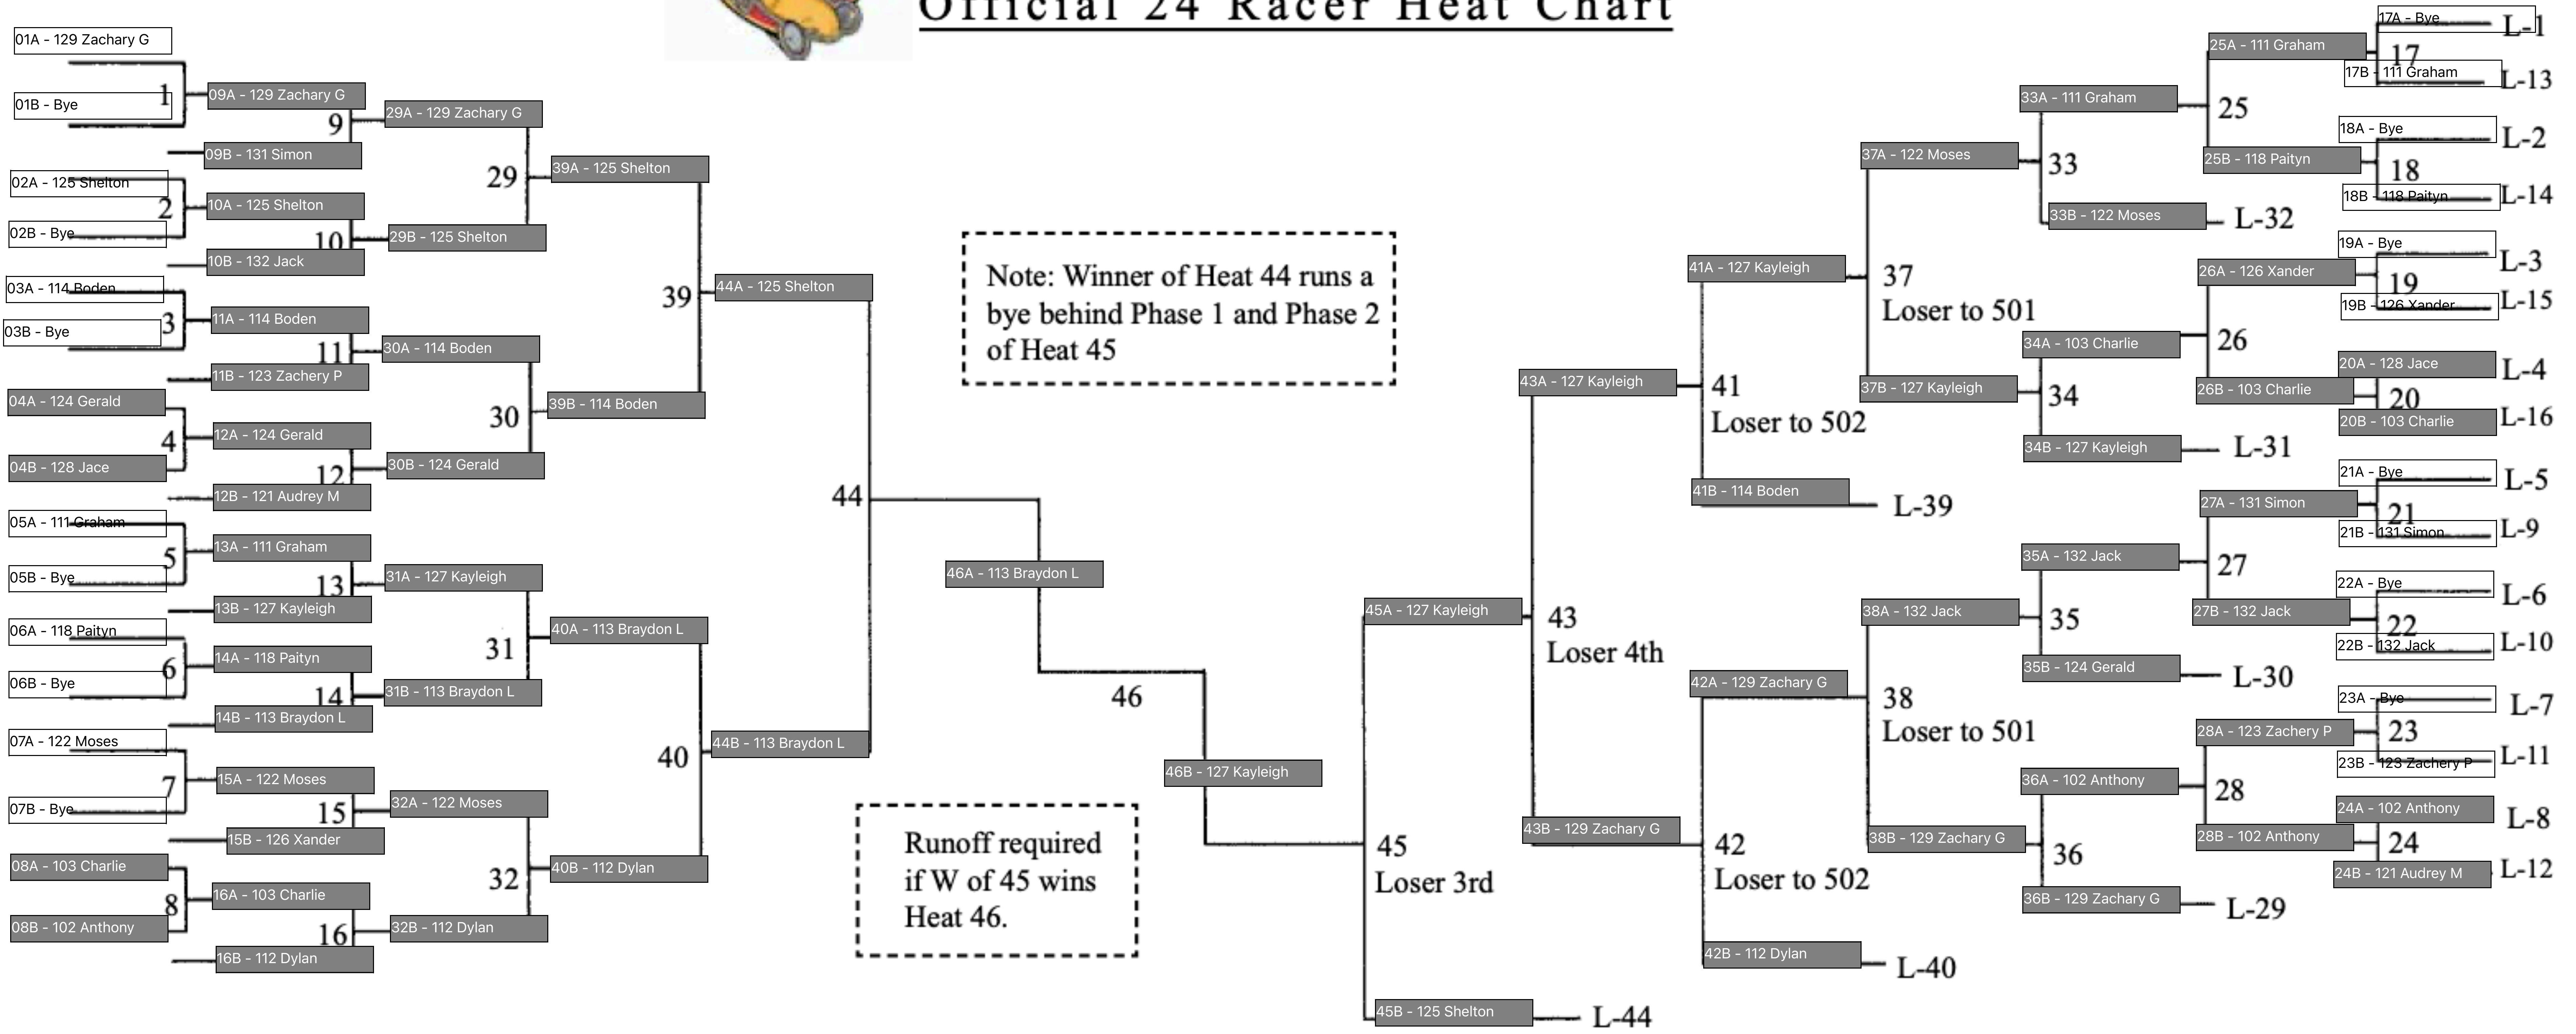 Official 24 Racer Heat Chart
01A - 129 Zachary G
1
01B - Bye
09A - 129 Zachary G
9
09B - 131 Simon
02A - 125 Shelton
2
02B - Bye
10A - 125 Shelton
10
10B - 132 Jack
03A - 114 Boden
3
03B - Bye
11A - 114 Boden
11
11B - 123 Zachery P
04A - 124 Gerald
4
04B - 128 Jace
12A - 124 Gerald
12
12B - 121 Audrey M
05A - 111 Graham
5
05B - Bye
13A - 111 Graham
13
13B - 127 Kayleigh
06A - 118 Paityn
6
06B - Bye
14A - 118 Paityn
14
14B - 113 Braydon L
07A - 122 Moses
7
07B - Bye
15A - 122 Moses
15
15B - 126 Xander
08A - 103 Charlie
8
08B - 102 Anthony
16A - 103 Charlie
16
16B - 112 Dylan
29A - 129 Zachary G
29
29B - 125 Shelton
30A - 114 Boden
30
30B - 124 Gerald
31A - 127 Kayleigh
31
31B - 113 Braydon L
32A - 122 Moses
32
32B - 112 Dylan
39A - 125 Shelton
39
39B - 114 Boden
40A - 113 Braydon L
40
40B - 112 Dylan
44A - 125 Shelton
44
44B - 113 Braydon L
Note: Winner of Heat 44 runs a
bye behind Phase 1 and Phase 2
of Heat 45
46A - 113 Braydon L
46
46B - 127 Kayleigh
Runoff required
if W of 45 wins
Heat 46.
45A - 127 Kayleigh
45
Loser 3rd
45B - 125 Shelton
L-44
43A - 127 Kayleigh
43
Loser 4th
43B - 129 Zachary G
41A - 127 Kayleigh
41
Loser to 502
41B - 114 Boden
L-39
42A - 129 Zachary G
42
Loser to 502
42B - 112 Dylan
L-40
37A - 122 Moses
37
Loser to 501
37B - 127 Kayleigh
38A - 132 Jack
38
Loser to 501
38B - 129 Zachary G
33A - 111 Graham
33
33B - 122 Moses
L-32
34A - 103 Charlie
34
34B - 127 Kayleigh
L-31
35A - 132 Jack
35
35B - 124 Gerald
L-30
36A - 102 Anthony
36
36B - 129 Zachary G
L-29
25A - 111 Graham
25
25B - 118 Paityn
26A - 126 Xander
26
26B - 103 Charlie
27A - 131 Simon
27
27B - 132 Jack
28A - 123 Zachery P
28
28B - 102 Anthony
17A - Bye
L-1
17
17B - 111 Graham
L-13
18A - Bye
L-2
18
18B - 118 Paityn
L-14
19A - Bye
L-3
19
19B - 126 Xander
L-15
20A - 128 Jace
L-4
20
20B - 103 Charlie
L-16
21A - Bye
L-5
21
21B - 131 Simon
L-9
22A - Bye
L-6
22
22B - 132 Jack
L-10
23A - Bye
L-7
23
23B - 123 Zachery P
L-11
24A - 102 Anthony
L-8
24
24B - 121 Audrey M
L-12